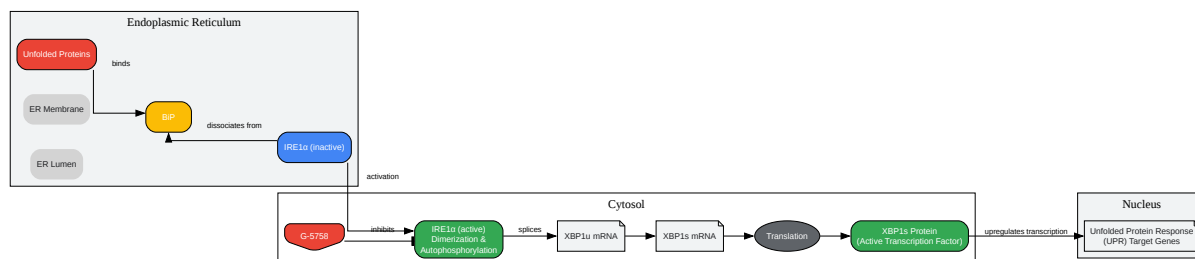 Endoplasmic Reticulum
Unfolded Proteins
binds
ER Membrane
BiP
dissociates from
IRE1α (inactive)
ER Lumen
activation
Cytosol
G-5758
inhibits
IRE1α (active)
Dimerization &
Autophosphorylation
splices
XBP1u mRNA
XBP1s mRNA
Translation
XBP1s Protein
(Active Transcription Factor)
upregulates transcription
Nucleus
Unfolded Protein Response
(UPR) Target Genes